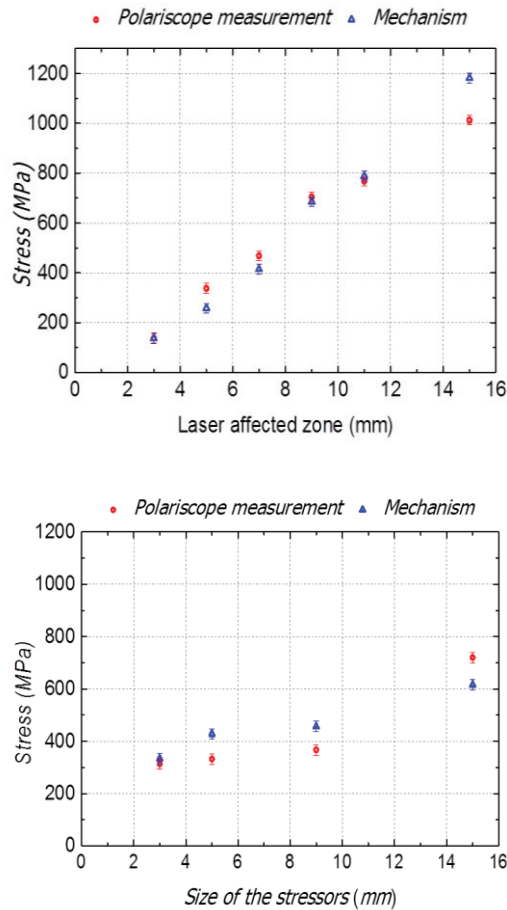 Polariscope measurement Mechanism
1200
1000
800
600
400
200
0
Stress (MPa)
0 2 4 6 8 10 12 14 16
Laser affected zone (mm)
Polariscope measurement Mechanism
1200
1000
800
600
400
200
0
Stress (MPa)
0 2 4 6 8 10 12 14 16
Size of the stressors (mm)